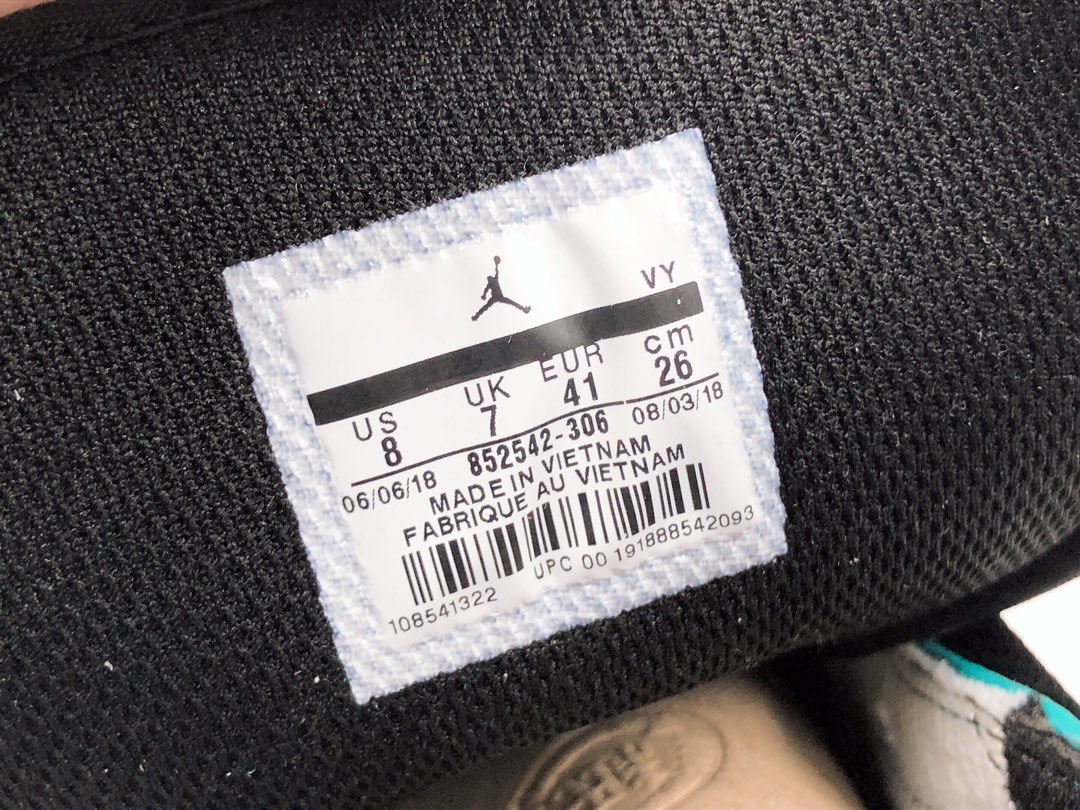 VY
US UK EUR cm
8 7 41 26
06/06/18 852542-306 08/03/18
MADE IN VIETNAM
FABRIQUE AU VIETNAM
108541322 UPC 00 191888542093